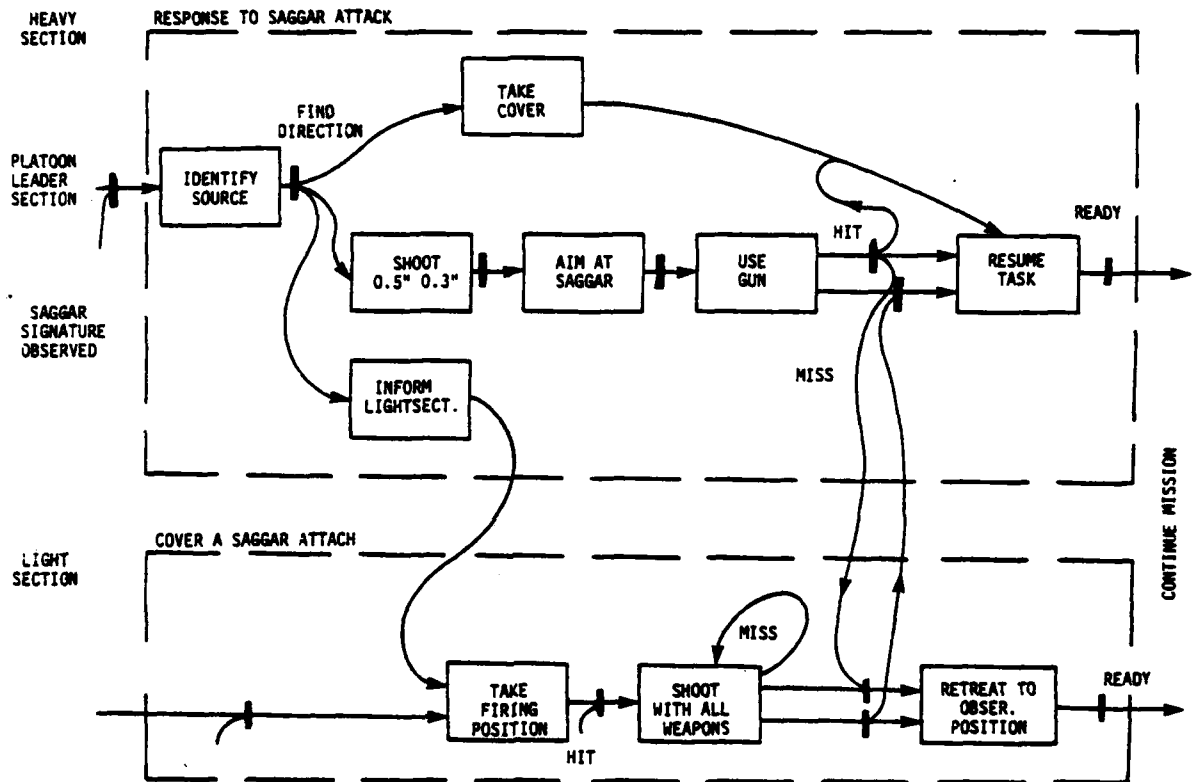 HEAVY
SECTION
RESPONSE TO SAGGAR ATTACK
TAKE
COVER
FIND
DIRECTION
PLATOON
LEADER
SECTION
IDENTIFY
SOURCE
READY
HIT
SHOOT
0.5" 0.3"
AIM AT
SAGGAR
USE
GUN
RESUME
TASK
SAGGAR
SIGNATURE
OBSERVED
MISS
INFORM
LIGHTSECT.
CONTINUE MISSION
COVER A SAGGAR ATTACH
LIGHT
SECTION
MISS
TAKE
FIRING
POSITION
SHOOT
WITH ALL
WEAPONS
RETREAT TO
OBSER.
POSITION
READY
HIT